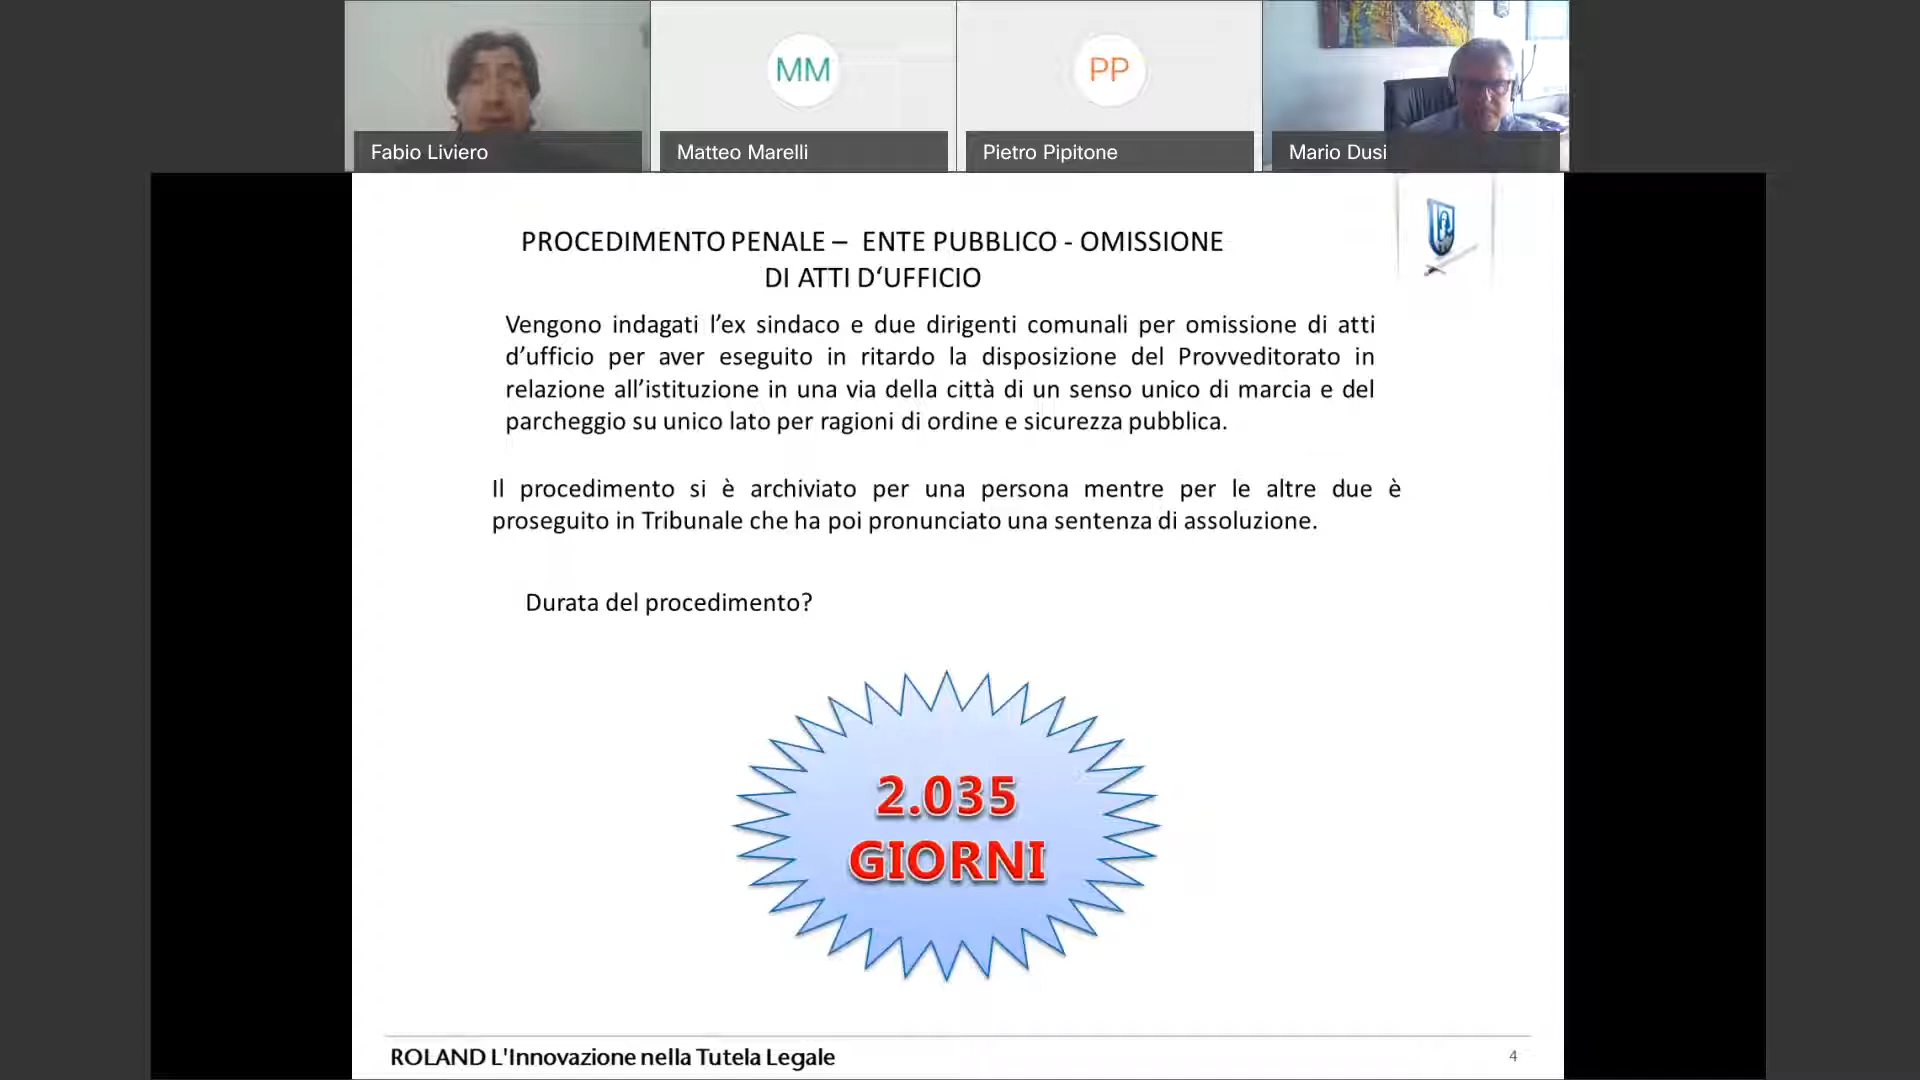 MM
PP
Fabio Liviero
Matteo Marelli
Pietro Pipitone
Mario Dusi
PROCEDIMENTO PENALE – ENTE PUBBLICO - OMISSIONE
DI ATTI D‘UFFICIO
Vengono indagati l’ex sindaco e due dirigenti comunali per omissione di atti
d’ufficio per aver eseguito in ritardo la disposizione del Provveditorato in
relazione all’istituzione in una via della città di un senso unico di marcia e del
parcheggio su unico lato per ragioni di ordine e sicurezza pubblica.
Il procedimento si è archiviato per una persona mentre per le altre due è
proseguito in Tribunale che ha poi pronunciato una sentenza di assoluzione.
Durata del procedimento?
2.035
GIORNI
ROLAND L'Innovazione nella Tutela Legale
4